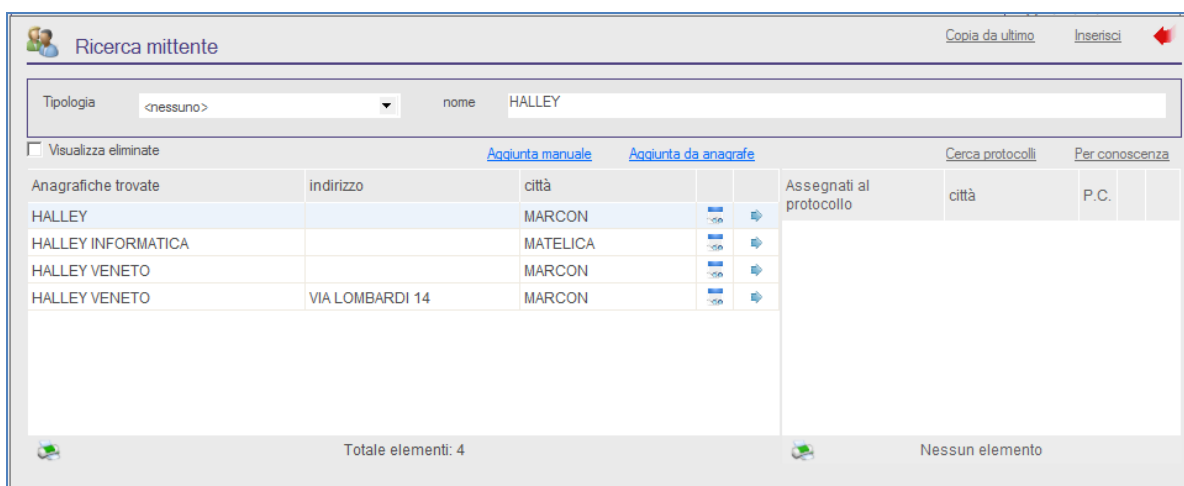 Ricerca mittente
Copia da ultimo
Inserisci
Tipologia
<nessuno>
nome
HALLEY
Visualizza eliminate
Aggiunta manuale
Aggiunta da anagrafe
Cerca protocolli
Per conoscenza
Anagrafiche trovate indirizzo città
HALLEY MARCON
HALLEY INFORMATICA MATELICA
HALLEY VENETO MARCON
HALLEY VENETO VIA LOMBARDI 14 MARCON
Totale elementi: 4
Assegnati al
protocollo
città
P.C.
Nessun elemento